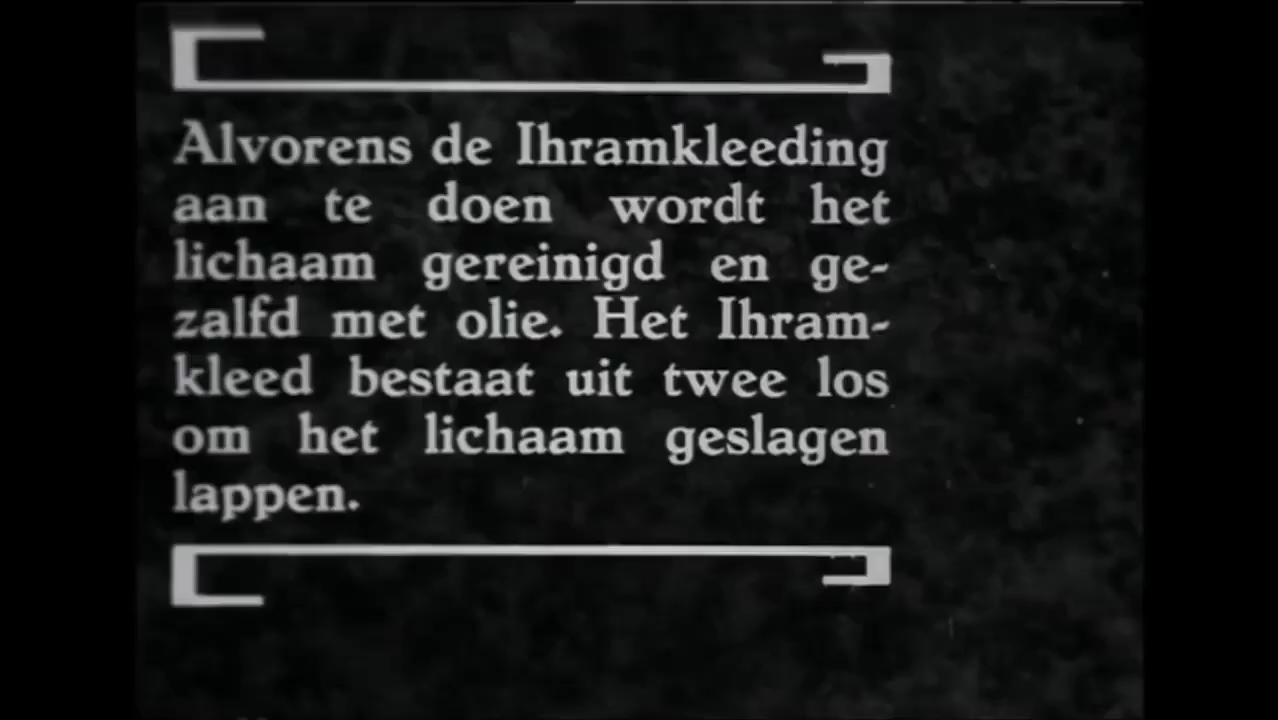 Alvorens de Ihramkleeding
aan te doen wordt het
lichaam gereinigd en ge-
zalfd met olie. Het Ihram-
kleed bestaat uit twee los
om het lichaam geslagen
lappen.